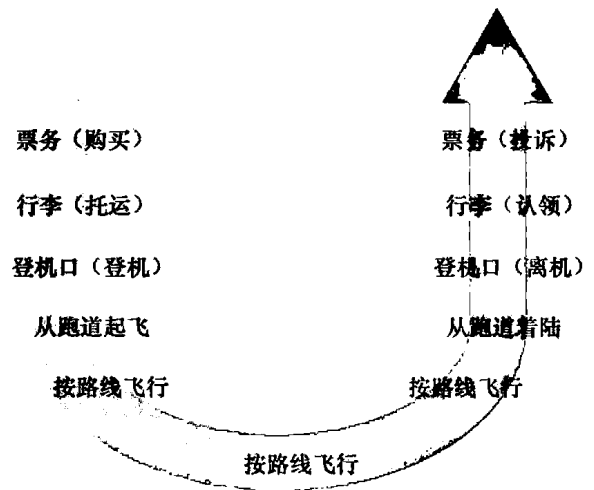 票务（购买） 票务（投诉）
行李（托运） 行李（认领）
登机口（登机） 登机口（离机）
从跑道起飞 从跑道着陆
按路线飞行 按路线飞行
按路线飞行